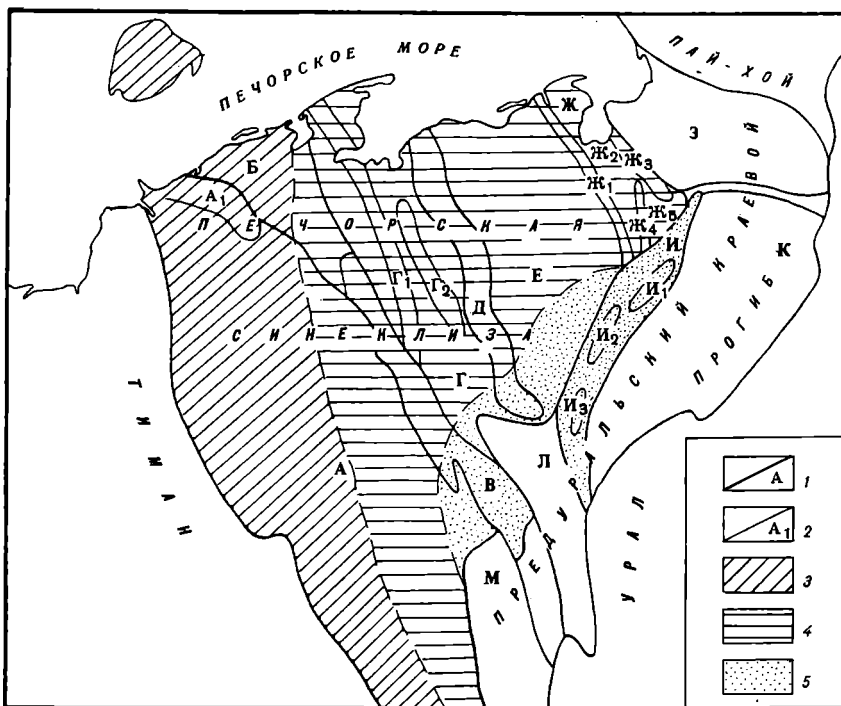 ПЕЧОРСКОЕ МОРЕ
ПАЙ-ХОЙ
Ж
З
Б
Ж₂ Ж₃
А₁
Ж₁
ПЕЧОРСКАЯ
Ж₅
Ж₄
И
К
Е
Г₁ Г₂
И₁
Д
СИНЕКЛИЗА
И₂
Г
И₃
ТИМАН
А
Л
В
М
ПРЕДУРАЛЬСКИЙ КРАЕВОЙ
ПРОГИБ
УРАЛ
А 1
А₁ 2
3
4
5